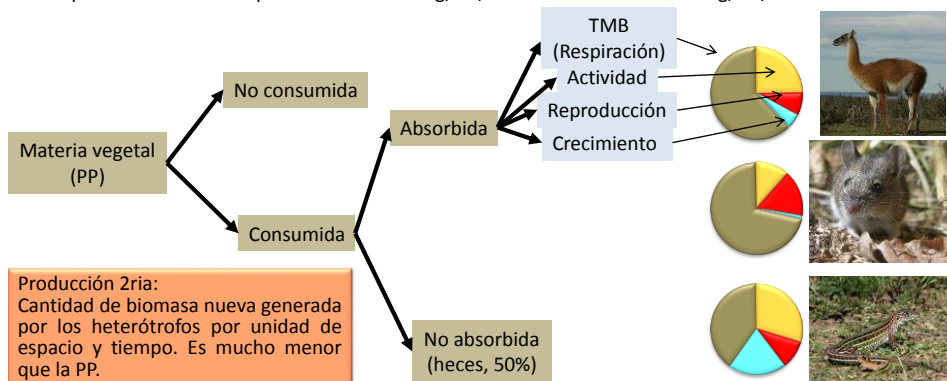 TMB
(Respiración)
Actividad
Reproducción
Crecimiento
No consumida
Absorbida
Materia vegetal
(PP)
Consumida
Producción 2ria:
Cantidad de biomasa nueva generada
por los heterótrofos por unidad de
espacio y tiempo. Es mucho menor
que la PP.
No absorbida
(heces, 50%)